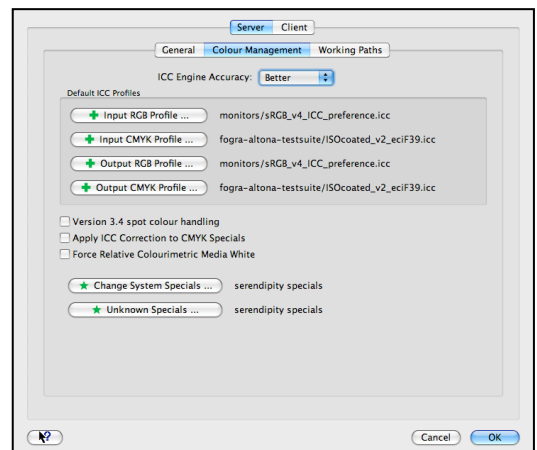 Server Client
General Colour Management Working Paths
ICC Engine Accuracy: Better
Default ICC Profiles
Input RGB Profile ... monitors/sRGB_v4_ICC_preference.icc
Input CMYK Profile ... fogra-altona-testsuite/ISOcoated_v2_eciF39.icc
Output RGB Profile ... monitors/sRGB_v4_ICC_preference.icc
Output CMYK Profile ... fogra-altona-testsuite/ISOcoated_v2_eciF39.icc
Version 3.4 spot colour handling
Apply ICC Correction to CMYK Specials
Force Relative Colourimetric Media White
Change System Specials ... serendipity specials
Unknown Specials ... serendipity specials
? Cancel OK